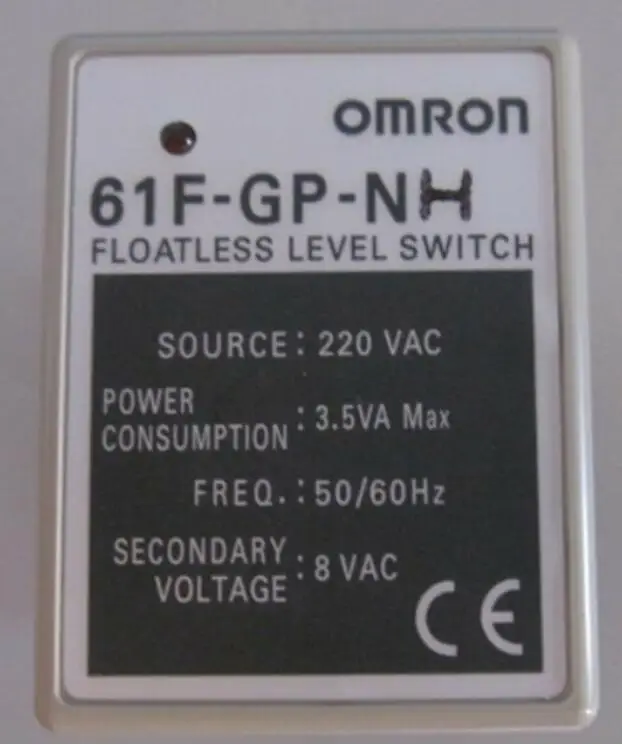 OMRON
61F-GP-NH
FLOATLESS LEVEL SWITCH
SOURCE: 220 VAC
POWER
CONSUMPTION : 3.5VA Max
FREQ.: 50/60Hz
SECONDARY
VOLTAGE : 8 VAC
CE